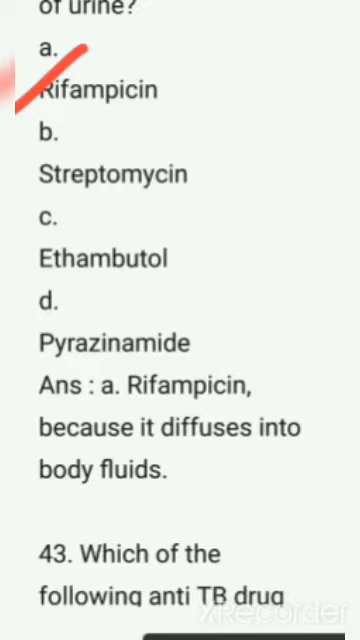 of urine?
a.
Rifampicin
b.
Streptomycin
c.
Ethambutol
d.
Pyrazinamide
Ans : a. Rifampicin,
because it diffuses into
body fluids.
43. Which of the
following anti TB drug
XRecorder